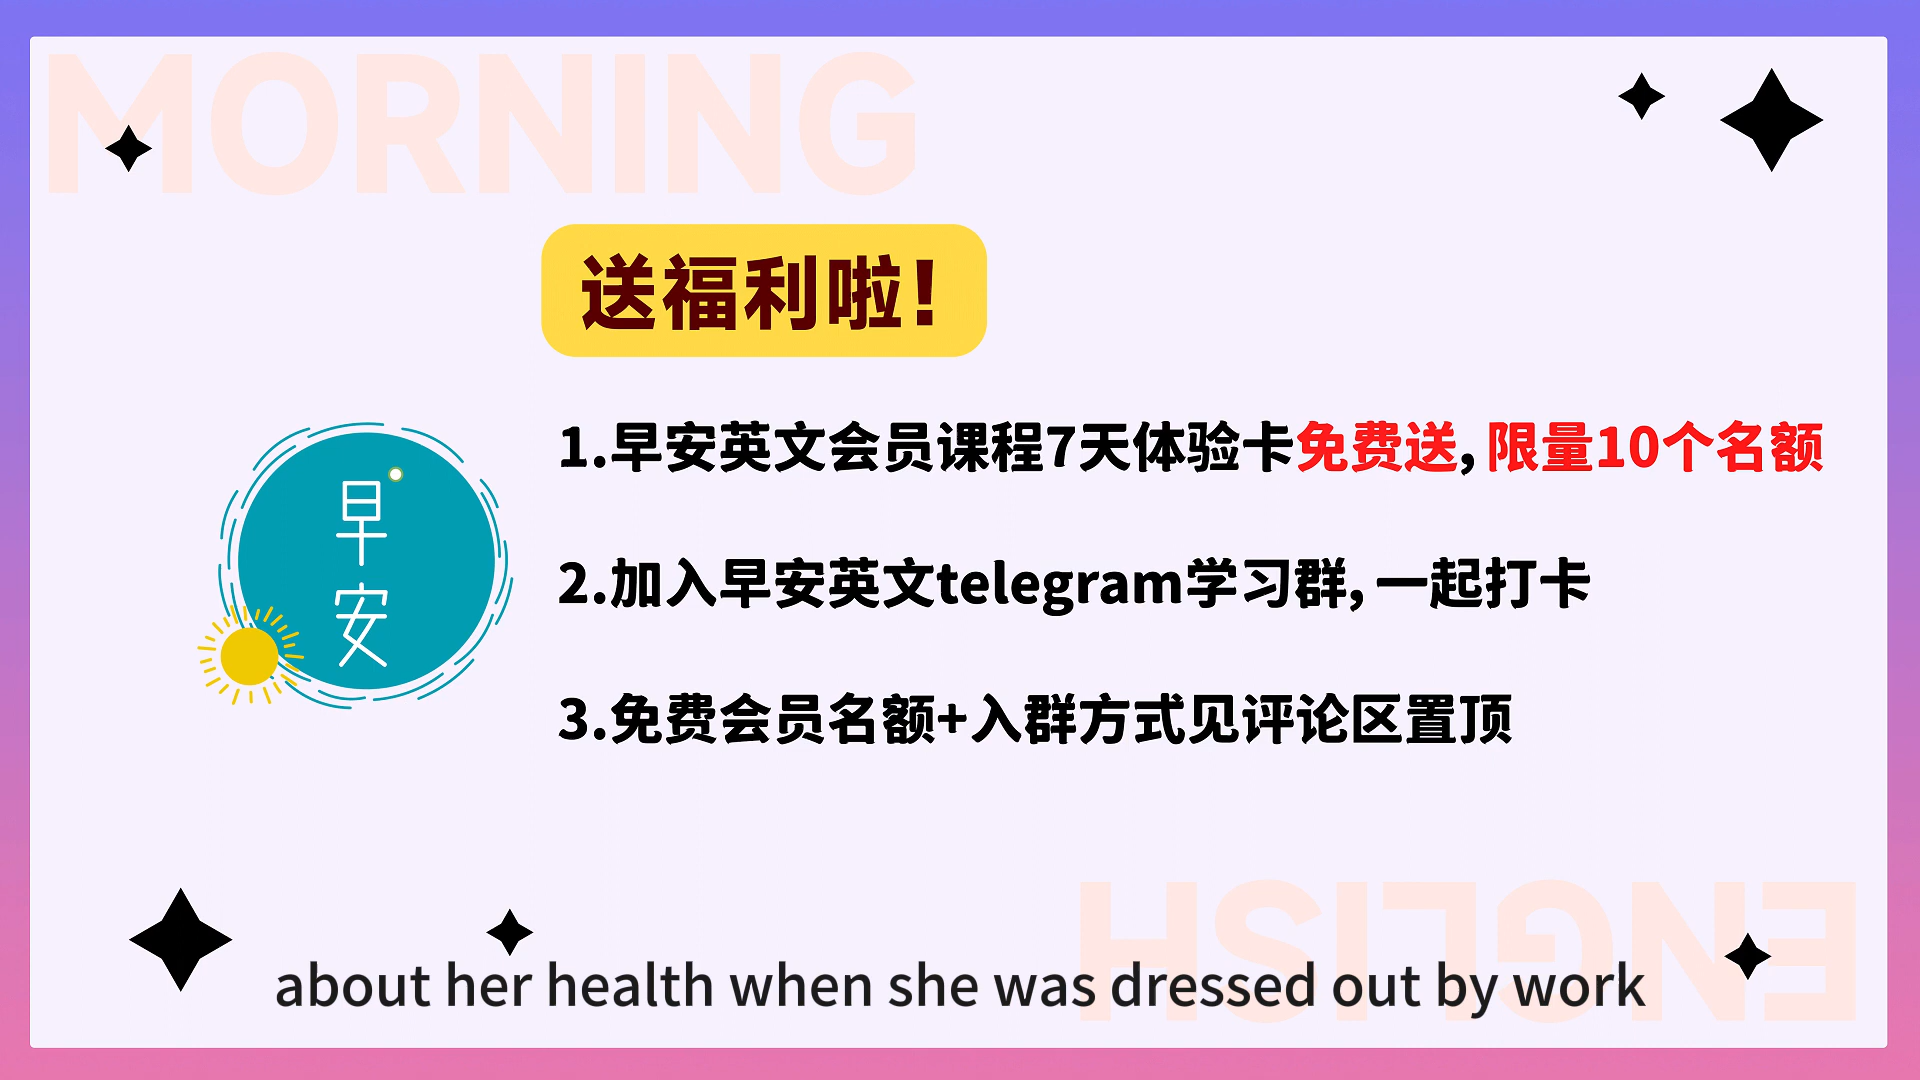 MORNING
送福利啦!
1.早安英文会员课程7天体验卡免费送,限量10个名额
早安
2.加入早安英文telegram学习群,一起打卡
3.免费会员名额+入群方式见评论区置顶
ENGLISH
about her health when she was dressed out by work